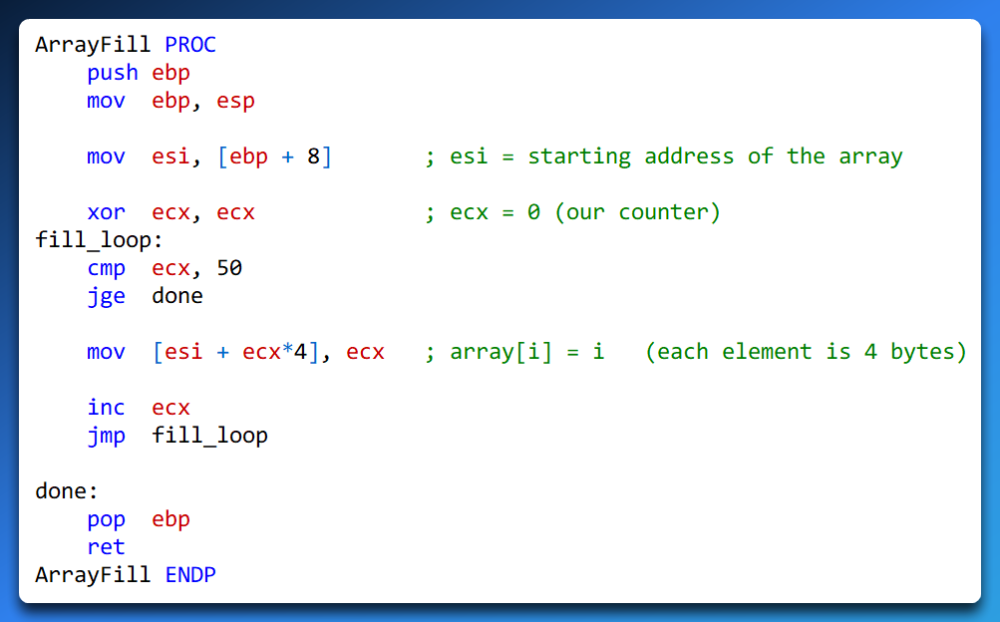 ArrayFill PROC
push ebp
mov ebp, esp
mov esi, [ebp + 8] ; esi = starting address of the array
xor ecx, ecx ; ecx = 0 (our counter)
fill_loop:
cmp ecx, 50
jge done
mov [esi + ecx*4], ecx ; array[i] = i (each element is 4 bytes)
inc ecx
jmp fill_loop
done:
pop ebp
ret
ArrayFill ENDP